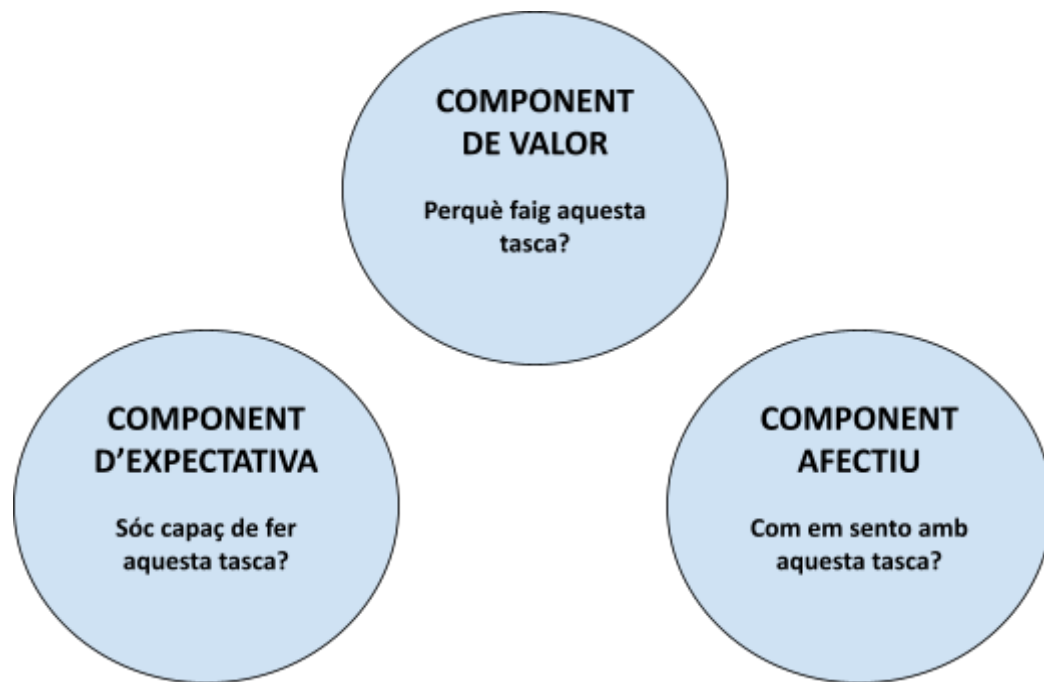 COMPONENT
DE VALOR
Perquè faig aquesta
tasca?
COMPONENT
D’EXPECTATIVA
Sóc capaç de fer
aquesta tasca?
COMPONENT
AFECTIU
Com em sento amb
aquesta tasca?